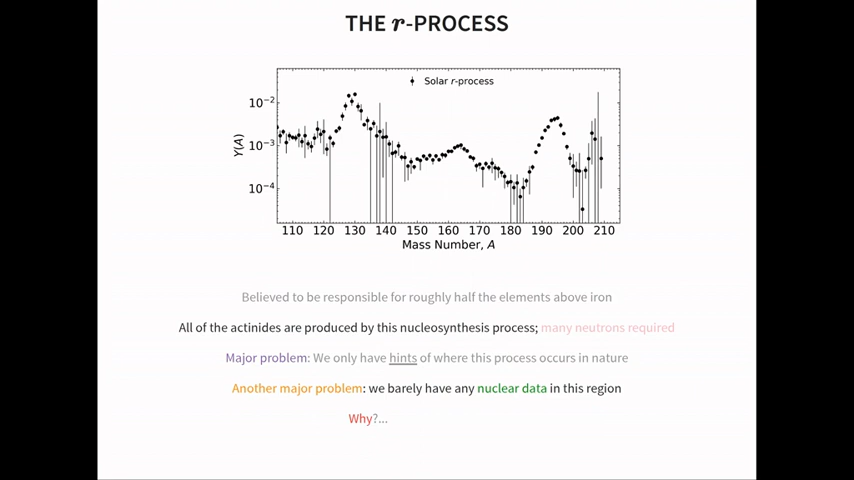 THE r-PROCESS
Solar r-process
10⁻²
10⁻³
10⁻⁴
Y(A)
110 120 130 140 150 160 170 180 190 200 210
Mass Number, A
Believed to be responsible for roughly half the elements above iron
All of the actinides are produced by this nucleosynthesis process; many neutrons required
Major problem: We only have hints of where this process occurs in nature
Another major problem: we barely have any nuclear data in this region
Why?...